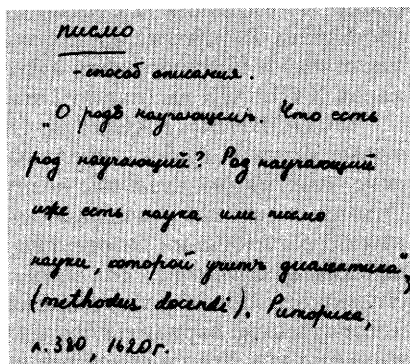 писмо
- способ описания.
„О родѣ научающемъ. Что есть
род научающий? Род научающий
иже есть наука или писмо
науки, которой учитъ диалектика",
(methodus docendi). Риторика,
л. 380, 1620 г.